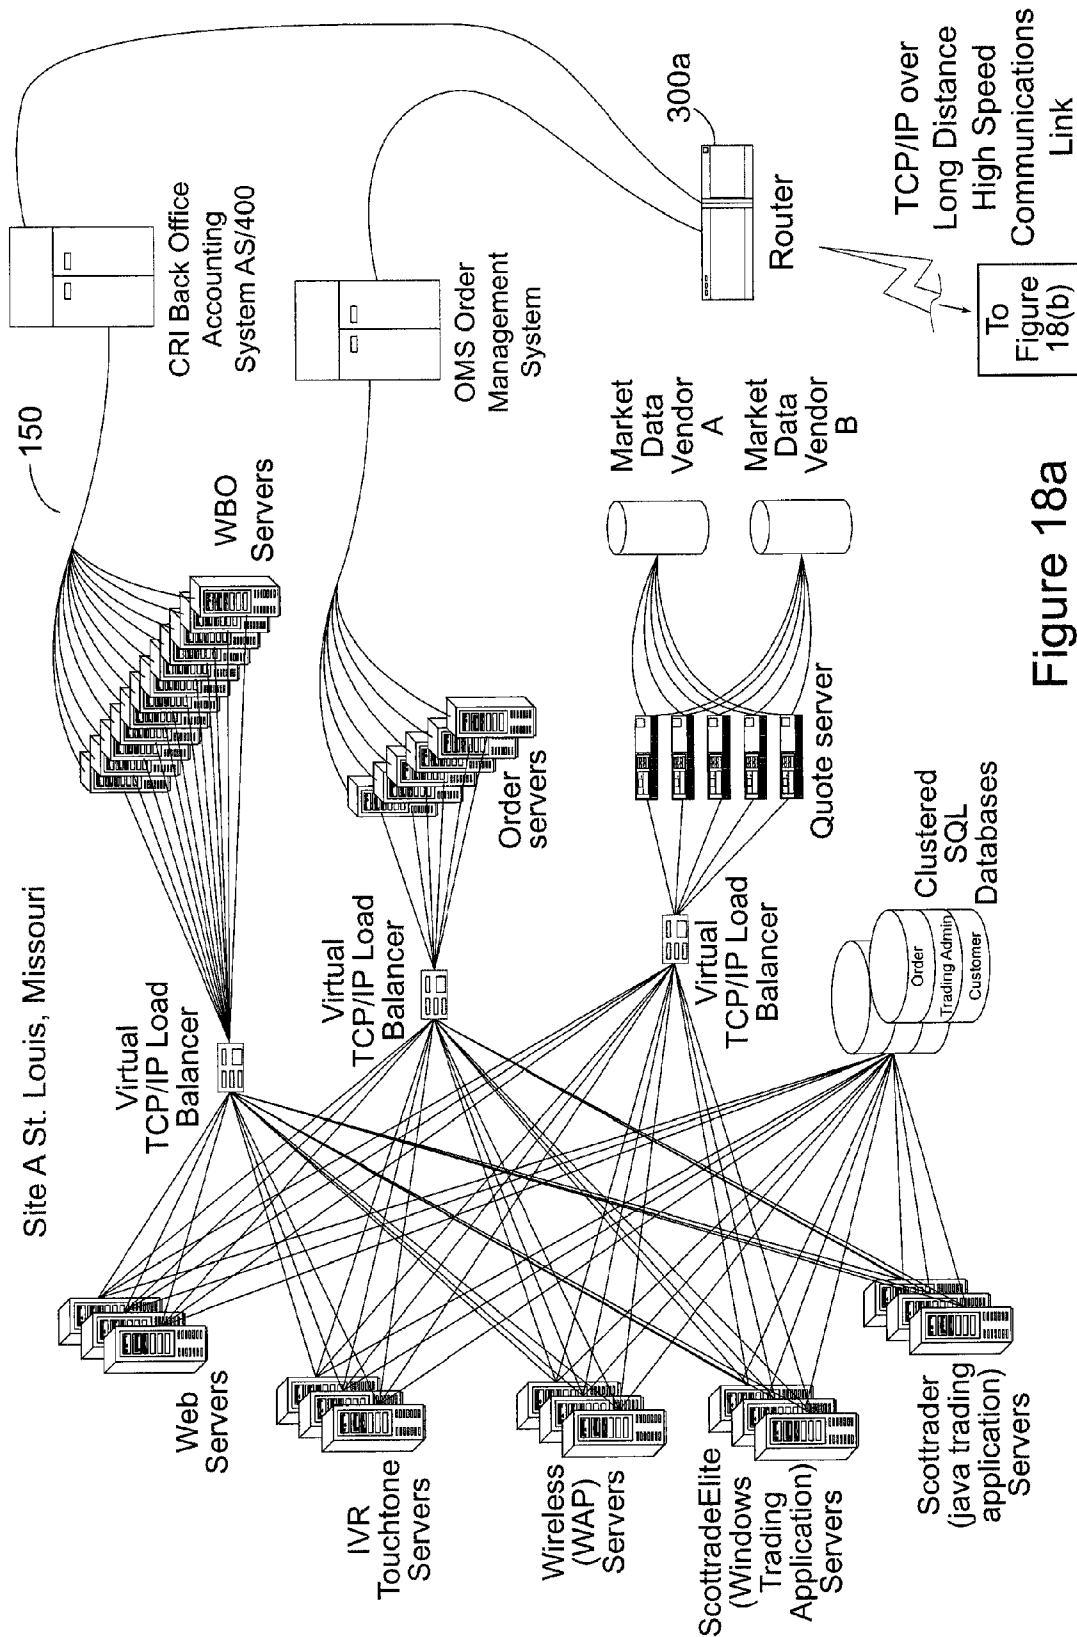 Site A St. Louis, Missouri
150
CRI Back Office
Accounting
System AS/400
WBO
Servers
Virtual
TCP/IP Load
Balancer
Web
Servers
OMS Order
Management
System
300a
Router
Order
servers
Virtual
TCP/IP Load
Balancer
IVR
Touchtone
Servers
Market
Data
Vendor
A
Market
Data
Vendor
B
Quote server
Virtual
TCP/IP Load
Balancer
Wireless
(WAP)
Servers
ScottradeElite
(Windows
Trading
Application)
Servers
Clustered
SQL
Databases
Order
Trading Admin
Customer
Scottrader
(java trading
application)
Servers
TCP/IP over
Long Distance
High Speed
Communications
Link
To
Figure
18(b)
Figure 18a